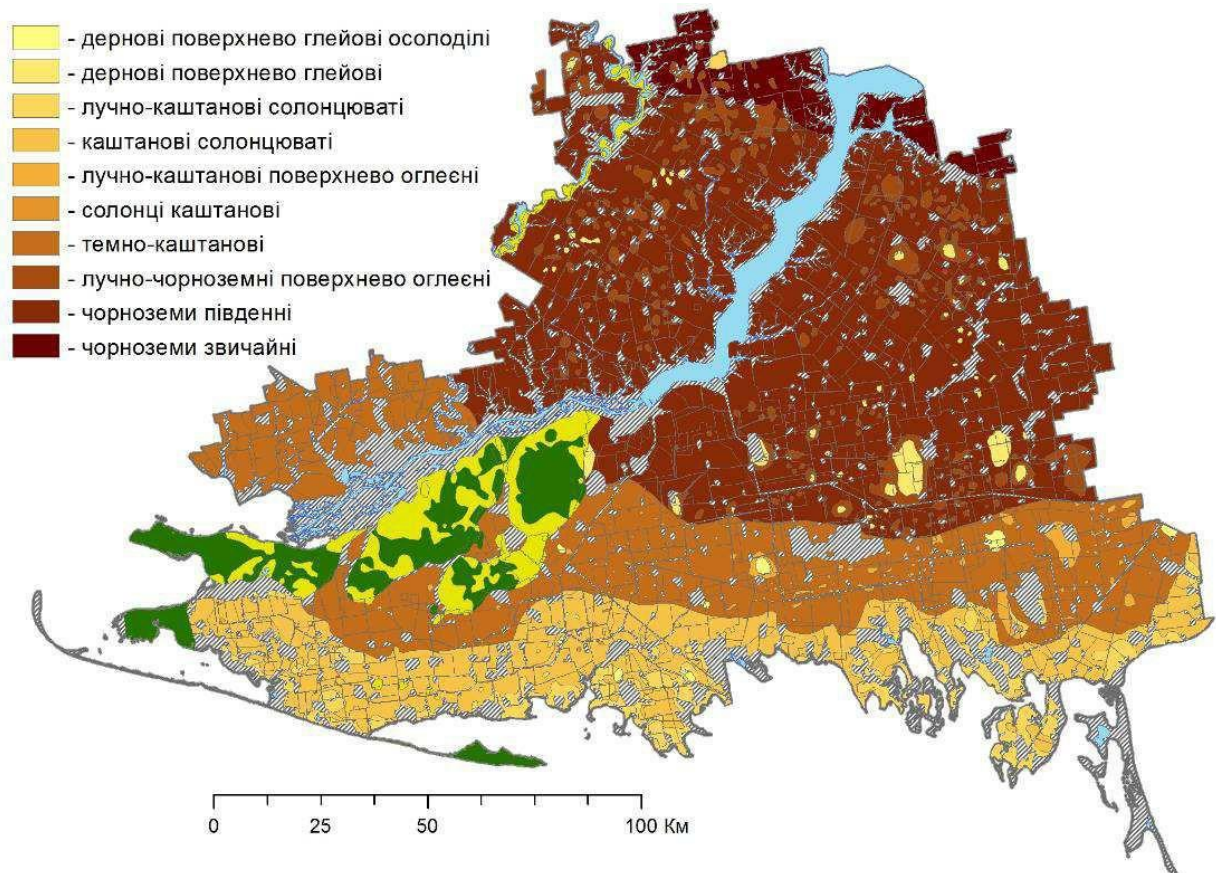 - дернові поверхнево глейові осолоділі
- дернові поверхнево глейові
- лучно-каштанові солонцюваті
- каштанові солонцюваті
- лучно-каштанові поверхнево оглеєні
- солонці каштанові
- темно-каштанові
- лучно-чорноземні поверхнево оглеєні
- чорноземи південні
- чорноземи звичайні
0 25 50 100 Км